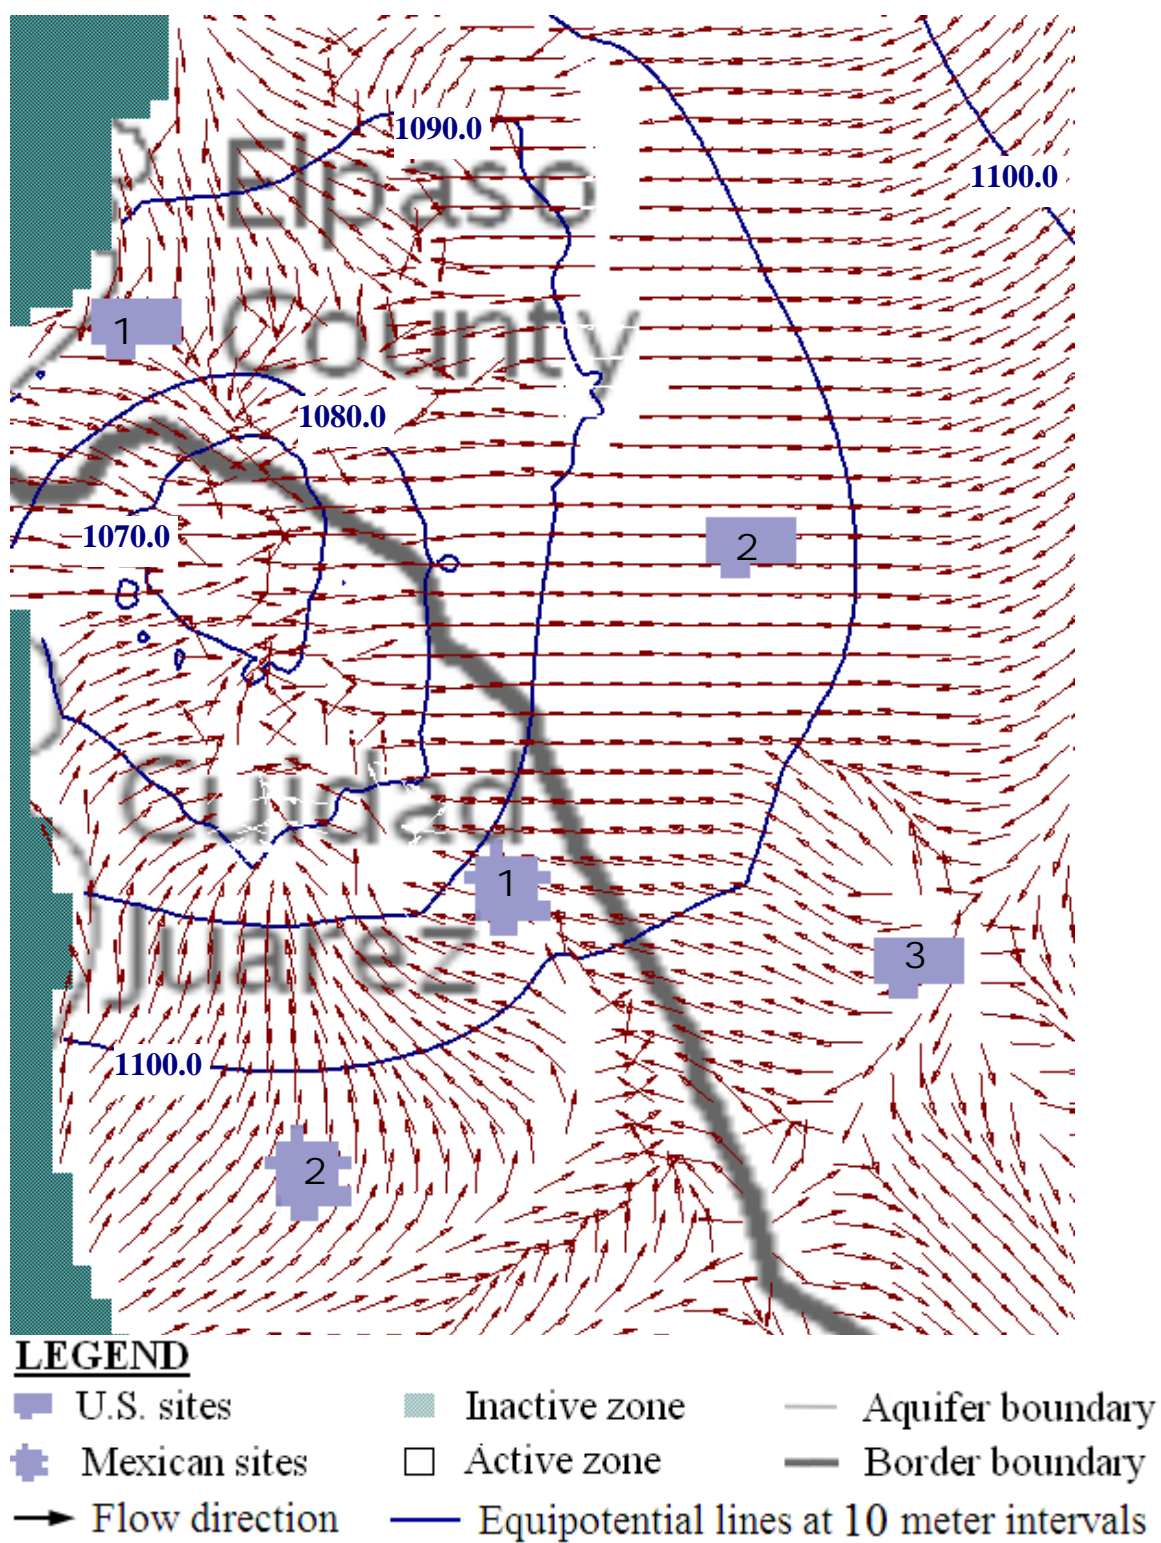 1090.0
Elpaso
1100.0
County
1
1080.0
1070.0
2
Cuidad
1
Juarez
3
1100.0
2
LEGEND
U.S. sites Inactive zone Aquifer boundary
Mexican sites Active zone Border boundary
Flow direction Equipotential lines at 10 meter intervals